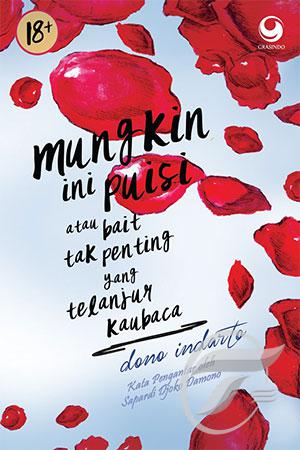 18+
GRASINDO
mungkin
ini puisi
atau bait
tak penting
yang
telanjur
kaubaca
dono indarto
Kata Pengantar oleh
Sapardi Djoko Damono